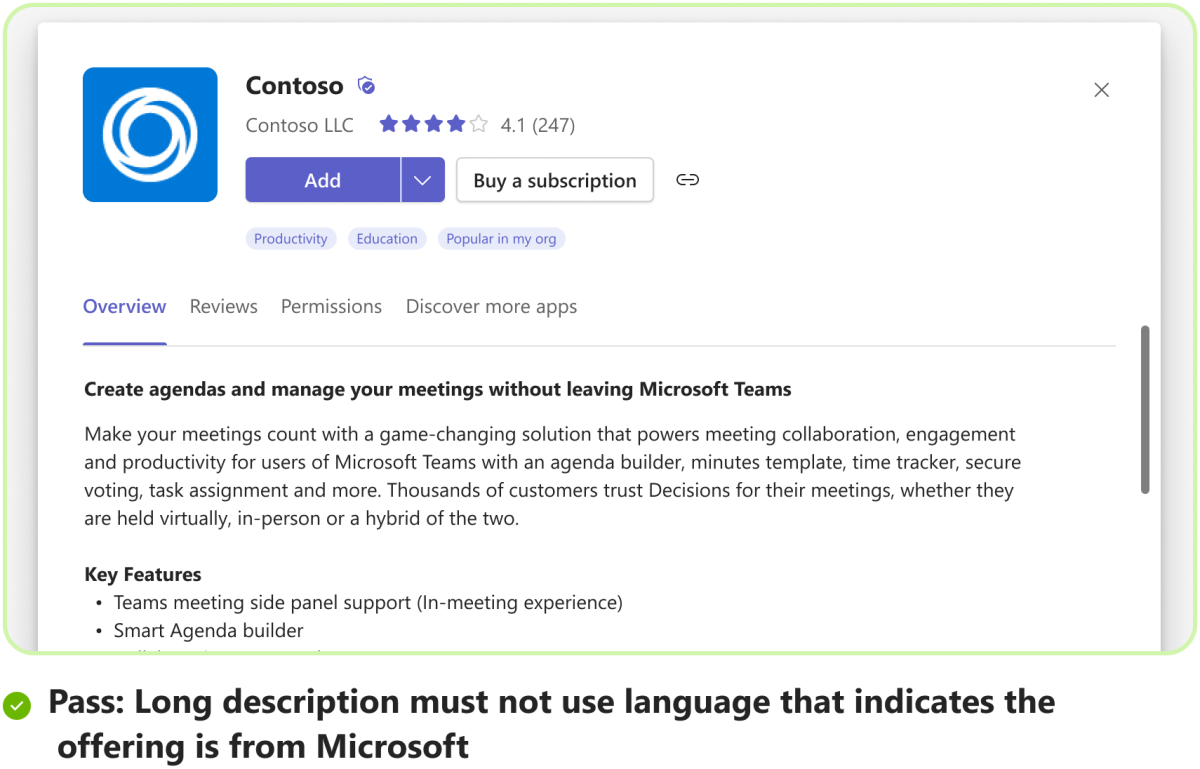 Contoso
Contoso LLC 4.1 (247)
Add Buy a subscription
Productivity Education Popular in my org
Overview Reviews Permissions Discover more apps
Create agendas and manage your meetings without leaving Microsoft Teams
Make your meetings count with a game-changing solution that powers meeting collaboration, engagement
and productivity for users of Microsoft Teams with an agenda builder, minutes template, time tracker, secure
voting, task assignment and more. Thousands of customers trust Decisions for their meetings, whether they
are held virtually, in-person or a hybrid of the two.
Key Features
• Teams meeting side panel support (In-meeting experience)
• Smart Agenda builder
Pass: Long description must not use language that indicates the
offering is from Microsoft